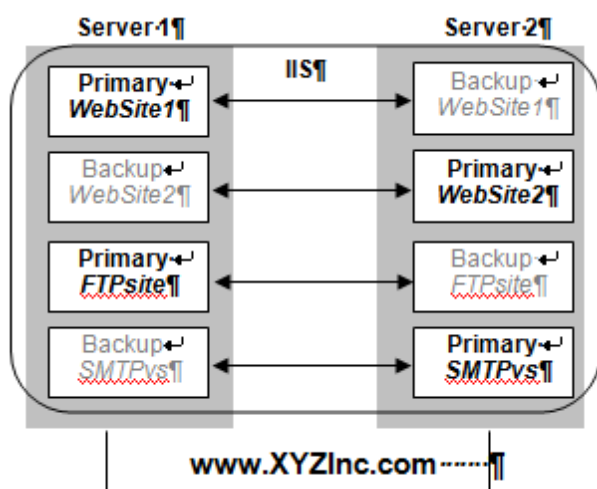 Server·1¶
Server·2¶
IIS¶
Primary·↵
WebSite1¶
Backup·↵
WebSite1¶
Backup↵
WebSite2¶
Primary·↵
WebSite2¶
Primary·↵
FTPsite¶
Backup·↵
FTPsite¶
Backup↵
SMTPvs¶
Primary·↵
SMTPvs¶
www.XYZInc.com·······¶